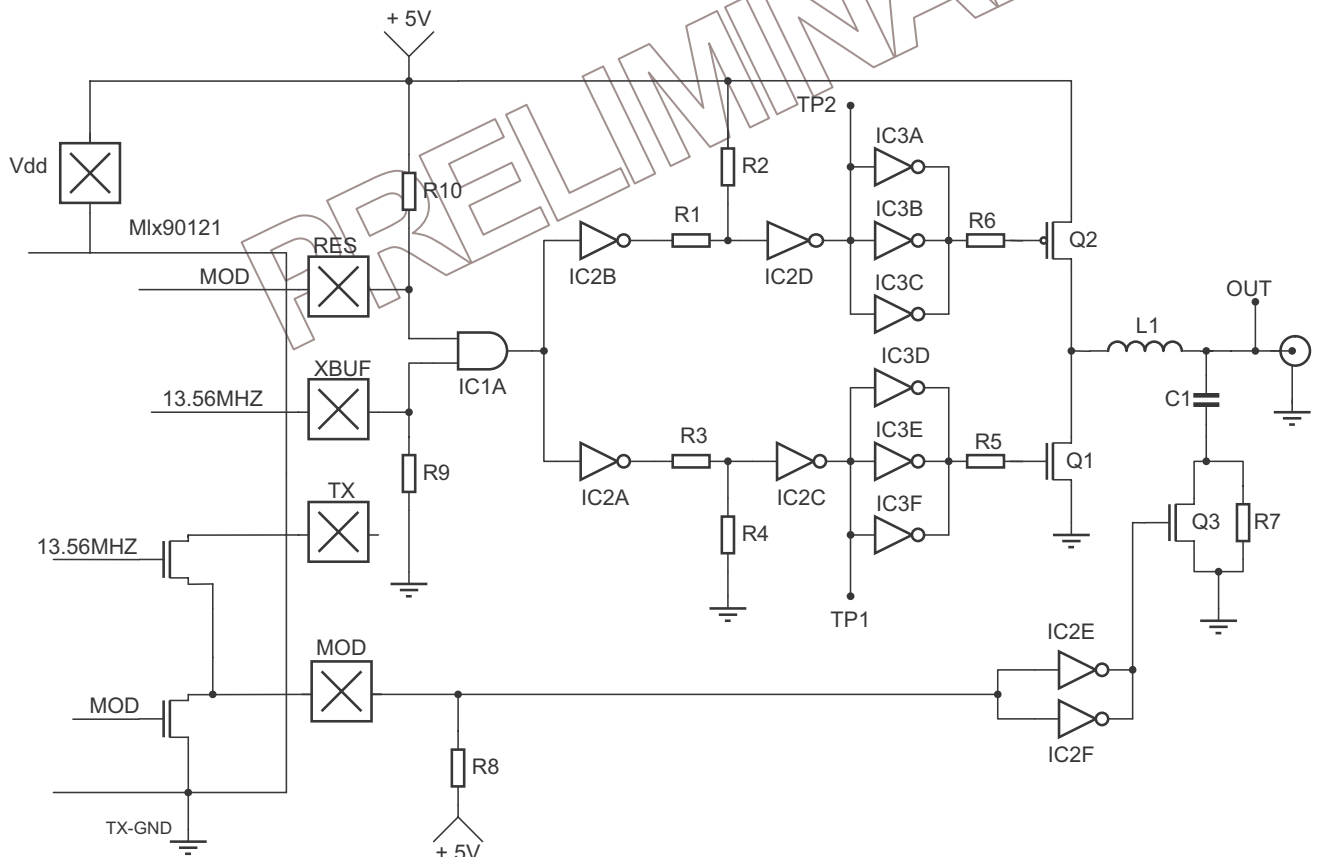 + 5V
PRELIMINA
TP2
IC3A
Vdd
R10
R2
Mlx90121
IC3B
R1
R6
RES
Q2
MOD
IC2B
IC2D
IC3C
OUT
L1
IC3D
XBUF
IC1A
13.56MHZ
C1
R3
IC3E
R5
R9
IC2A
IC2C
Q1
TX
IC3F
Q3
R7
R4
13.56MHZ
TP1
IC2E
MOD
MOD
IC2F
R8
TX-GND
+ 5V